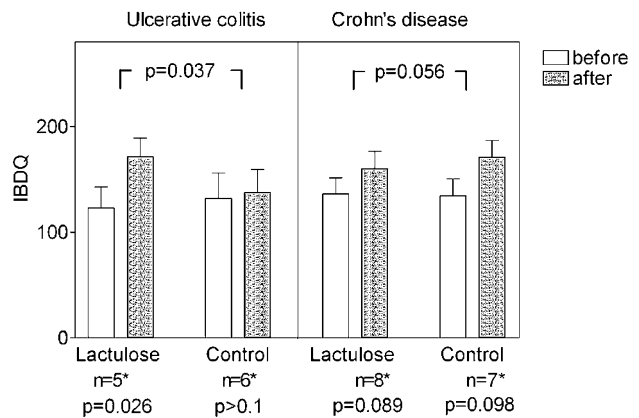 Ulcerative colitis Crohn's disease
before
after
p=0.037 p=0.056
IBDQ
200
100
0
Lactulose Control Lactulose Control
n=5* n=6* n=8* n=7*
p=0.026 p>0.1 p=0.089 p=0.098